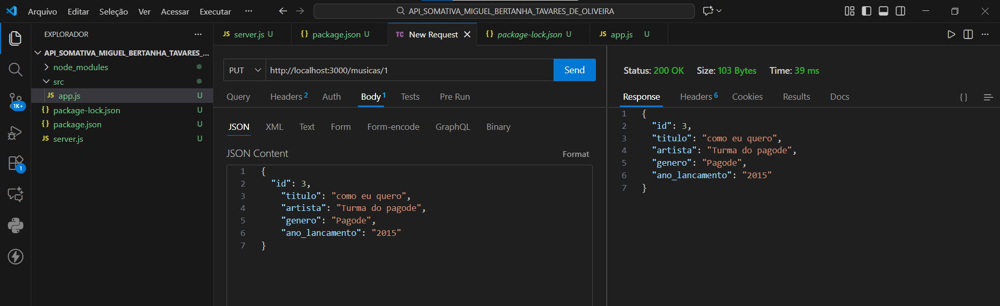 Arquivo Editar Seleção Ver Acessar Executar ··· API_SOMATIVA_MIGUEL_BERTANHA_TAVARES_DE_OLIVEIRA
EXPLORADOR ···
API_SOMATIVA_MIGUEL_BERTANHA_TAVARES_...
node_modules
src
JS app.js U
{} package-lock.json U
{} package.json U
JS server.js U
1K+
1
JS server.js U {} package.json U TC New Request {} package-lock.json U JS app.js U ···
PUT http://localhost:3000/musicas/1 Send
Query Headers 2 Auth Body 1 Tests Pre Run
JSON XML Text Form Form-encode GraphQL Binary
JSON Content Format
1 {
2 "id": 3,
3 "titulo": "como eu quero",
4 "artista": "Turma do pagode",
5 "genero": "Pagode",
6 "ano_lancamento": "2015"
7 }
Status: 200 OK Size: 103 Bytes Time: 39 ms
Response Headers 6 Cookies Results Docs {}
1 {
2 "id": 3,
3 "titulo": "como eu quero",
4 "artista": "Turma do pagode",
5 "genero": "Pagode",
6 "ano_lancamento": "2015"
7 }